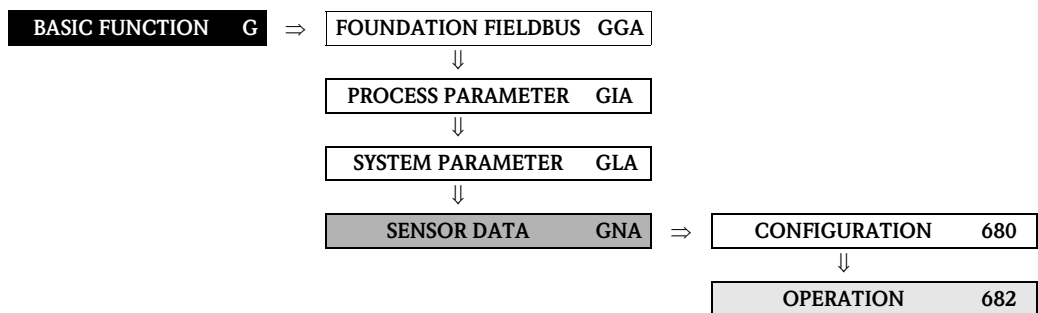 BASIC FUNCTION G ⇒ FOUNDATION FIELDBUS GGA
⇓
PROCESS PARAMETER GIA
⇓
SYSTEM PARAMETER GLA
⇓
SENSOR DATA GNA ⇒ CONFIGURATION 680
⇓
OPERATION 682